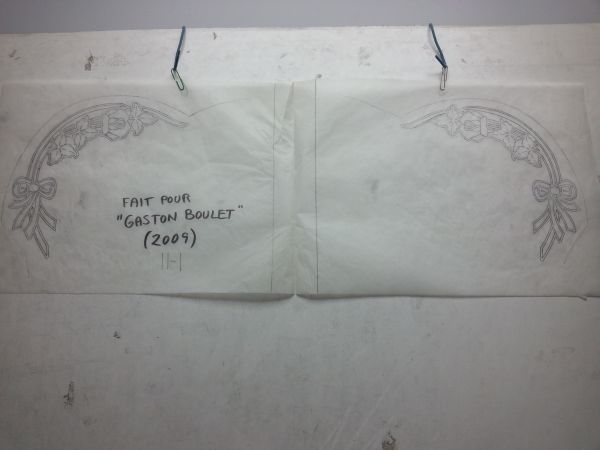 FAIT POUR
"GASTON BOULET"
(2009)